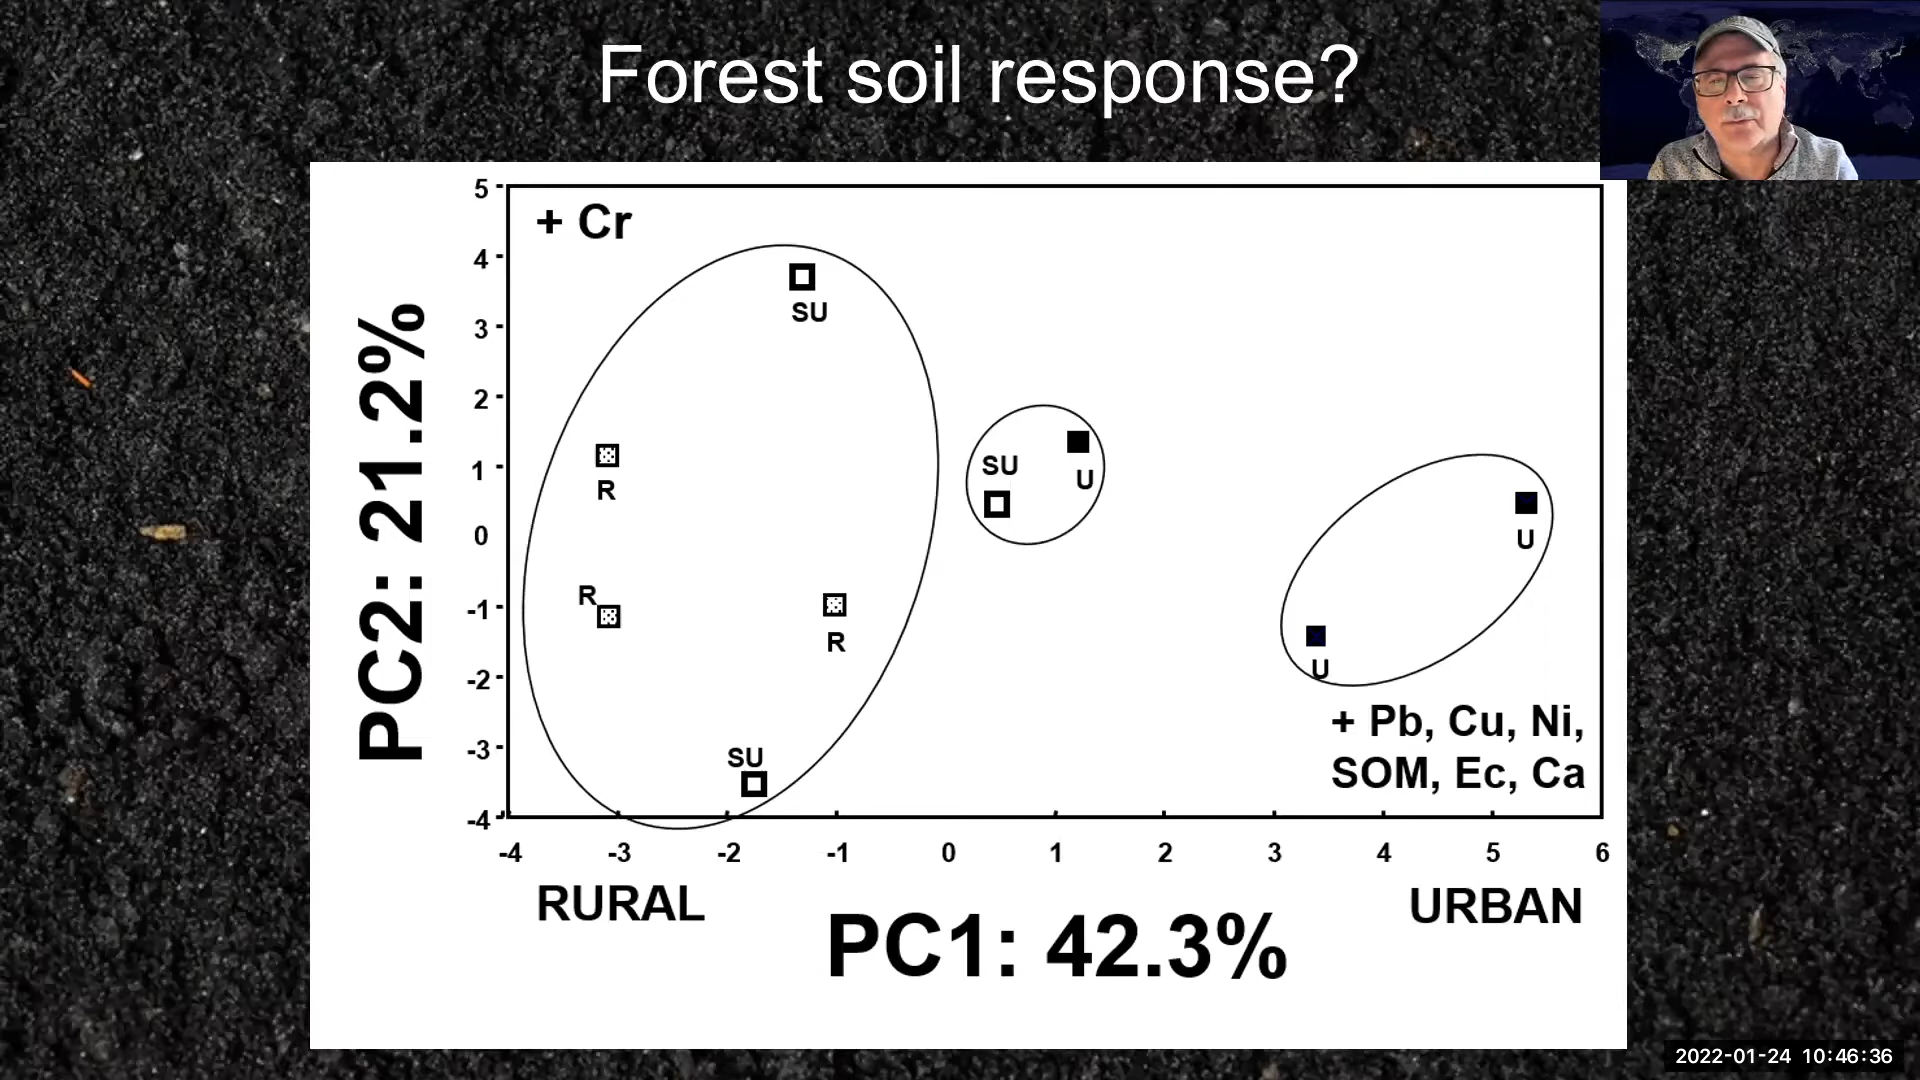 Forest soil response?
5
+ Cr
4
SU
3
PC2: 21.2%
2
1
R
SU
U
0
U
R
-1
R
U
-2
+ Pb, Cu, Ni,
SOM, Ec, Ca
-3
SU
-4
-4 -3 -2 -1 0 1 2 3 4 5 6
RURAL
URBAN
PC1: 42.3%
2022-01-24 10:46:36